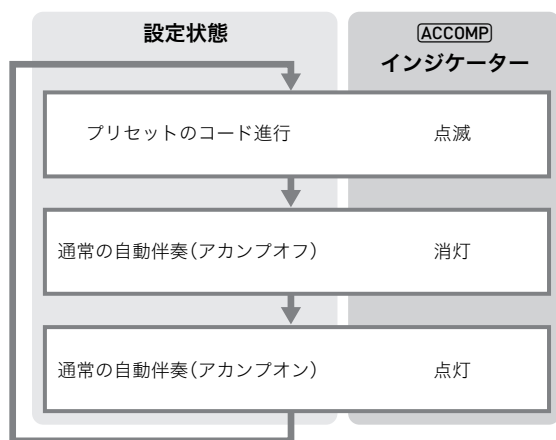 設定状態
ACCOMP
インジケーター
プリセットのコード進行 点滅
通常の自動伴奏(アカンプオフ) 消灯
通常の自動伴奏(アカンプオン) 点灯